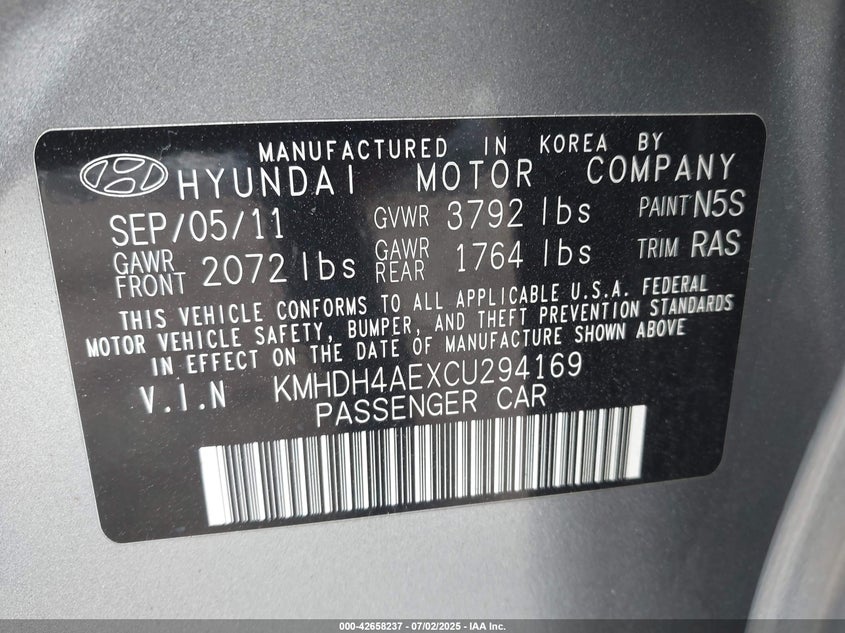 MANUFACTURED IN KOREA BY
HYUNDAI MOTOR COMPANY
SEP/05/11 GVWR 3792 lbs PAINT N5S
GAWR FRONT 2072 lbs GAWR REAR 1764 lbs TRIM RAS
THIS VEHICLE CONFORMS TO ALL APPLICABLE U.S.A. FEDERAL
MOTOR VEHICLE SAFETY, BUMPER, AND THEFT PREVENTION STANDARDS
IN EFFECT ON THE DATE OF MANUFACTURE SHOWN ABOVE
V.I.N KMHDH4AEXCU294169
PASSENGER CAR
000-42658237 - 07/02/2025 - IAA Inc.